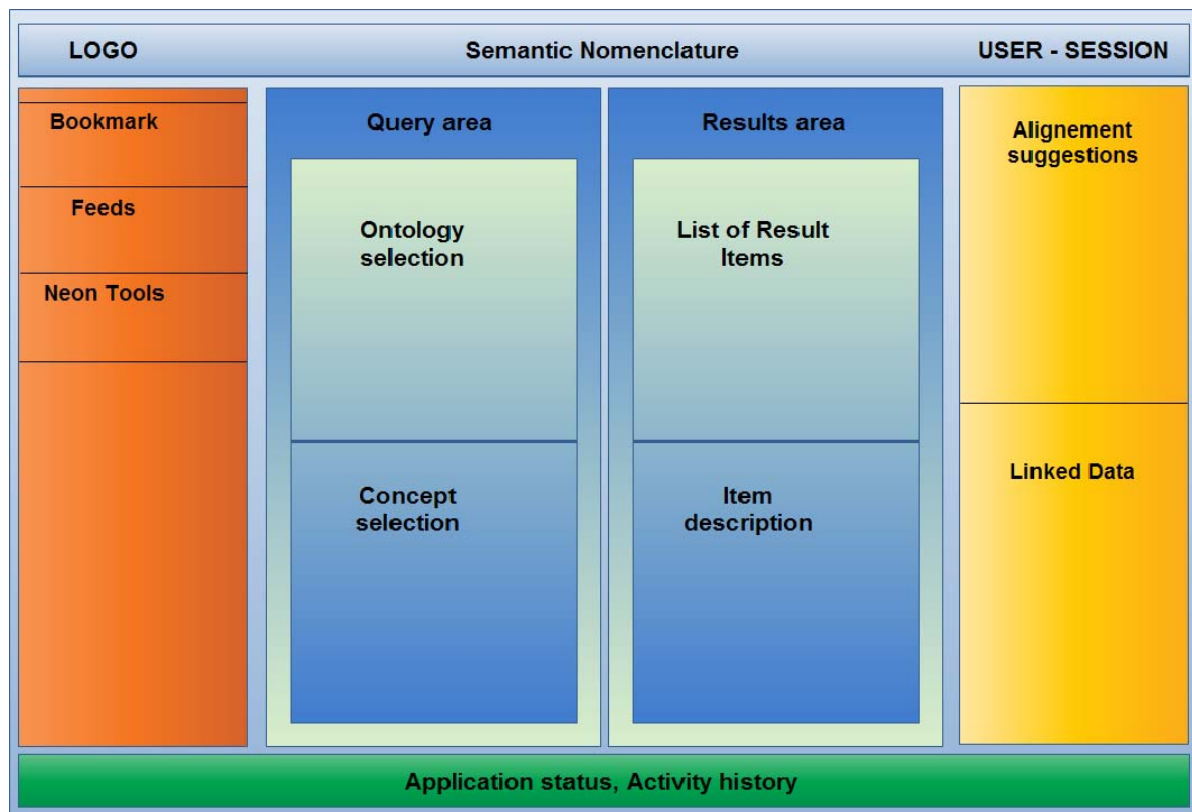 LOGO
Semantic Nomenclature
USER - SESSION
Bookmark
Feeds
Neon Tools
Query area
Ontology
selection
Concept
selection
Results area
List of Result
Items
Item
description
Alignement
suggestions
Linked Data
Application status, Activity history